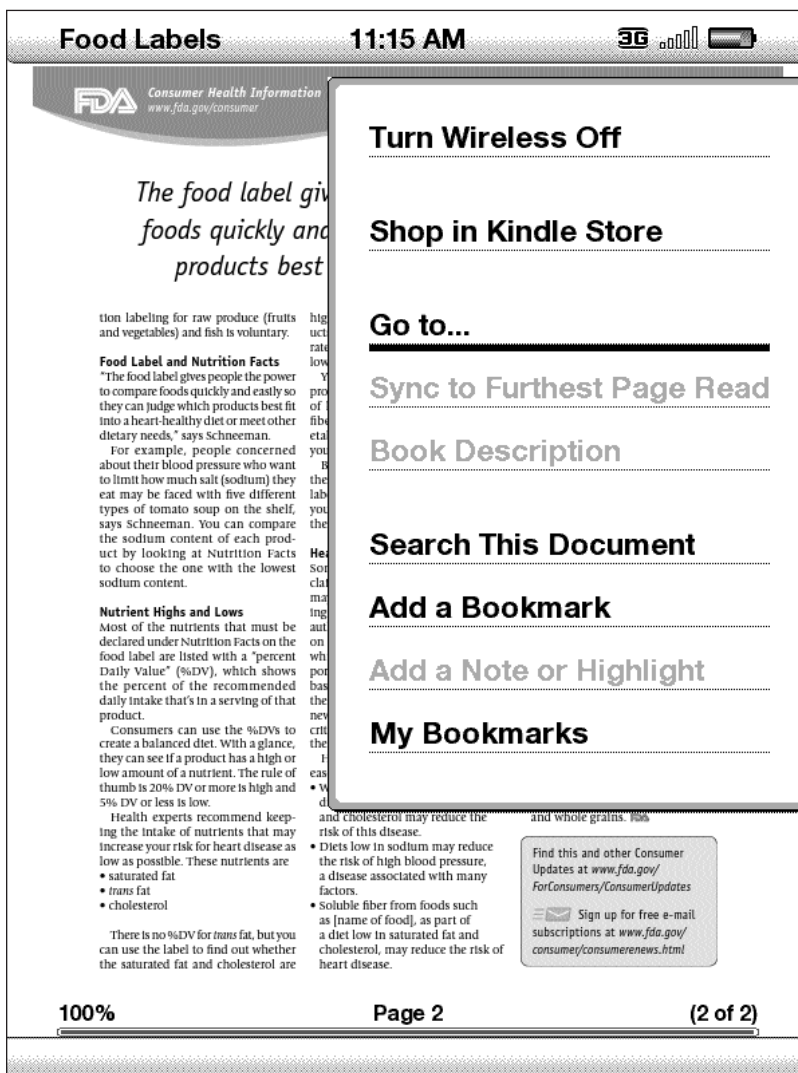 Food Labels
11:15 AM
3G
FDA
Consumer Health Information
www.fda.gov/consumer
The food label
foods quickly
products best
tion labeling for raw produce (fruits
and vegetables) and fish is voluntary.
Food Label and Nutrition Facts
"The food label gives people the power
to compare foods quickly and easily so
they can judge which products best fit
into a heart-healthy diet or meet other
dietary needs," says Schneeman.
For example, people concerned
about their blood pressure who want
to limit how much salt (sodium) they
eat may be faced with five different
types of tomato soup on the shelf,
says Schneeman. You can compare
the sodium content of each prod-
uct by looking at Nutrition Facts
to choose the one with the lowest
sodium content.
Nutrient Highs and Lows
Most of the nutrients that must be
declared under Nutrition Facts on the
food label are listed with a "percent
Daily Value" (%DV), which shows
the percent of the recommended
daily intake that's in a serving of that
product.
Consumers can use the %DVs to
create a balanced diet. With a glance,
they can see if a product has a high or
low amount of a nutrient. The rule of
thumb is 20% DV or more is high and
5% DV or less is low.
Health experts recommend keep-
ing the intake of nutrients that may
increase your risk for heart disease as
low as possible. These nutrients are
• saturated fat
• trans fat
• cholesterol
There is no %DV for trans fat, but you
can use the label to find out whether
the saturated fat and cholesterol are
and cholesterol may reduce the
risk of this disease.
• Diets low in sodium may reduce
the risk of high blood pressure,
a disease associated with many
factors.
• Soluble fiber from foods such
as [name of food], as part of
a diet low in saturated fat and
cholesterol, may reduce the risk of
heart disease.
and whole grains. FDA
Find this and other Consumer
Updates at www.fda.gov/
ForConsumers/ConsumerUpdates
Sign up for free e-mail
subscriptions at www.fda.gov/
consumer/consumerenews.html
Turn Wireless Off
Shop in Kindle Store
Go to...
Sync to Furthest Page Read
Book Description
Search This Document
Add a Bookmark
Add a Note or Highlight
My Bookmarks
100%
Page 2
(2 of 2)